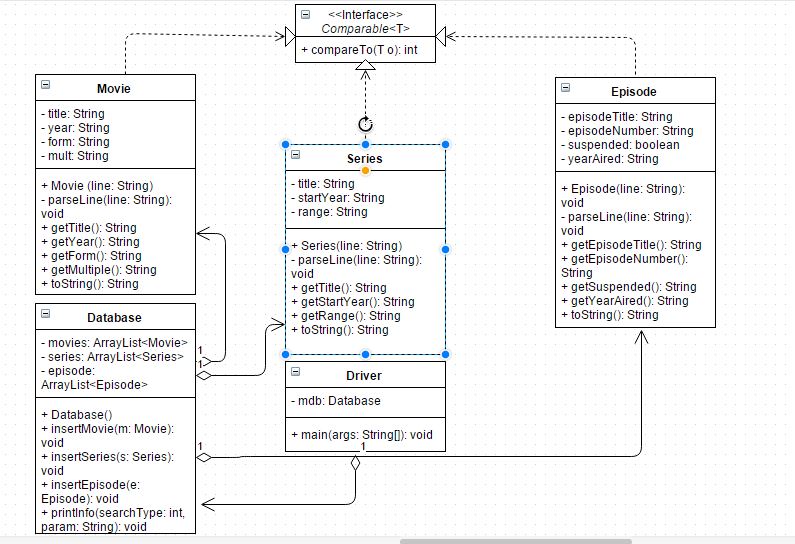 <<Interface>>
Comparable<T>
+ compareTo(T o): int
Movie
- title: String
- year: String
- form: String
- mult: String
+ Movie (line: String)
- parseLine(line: String):
void
+ getTitle(): String
+ getYear(): String
+ getForm(): String
+ getMultiple(): String
+ toString(): String
Series
- title: String
- startYear: String
- range: String
+ Series(line: String)
- parseLine(line: String):
void
+ getTitle(): String
+ getStartYear(): String
+ getRange(): String
+ toString(): String
Episode
- episodeTitle: String
- episodeNumber: String
- suspended: boolean
- yearAired: String
+ Episode(line: String):
void
- parseLine(line: String):
void
+ getEpisodeTitle(): String
+ getEpisodeNumber():
String
+ getSuspended(): String
+ getYearAired(): String
+ toString(): String
Database
- movies: ArrayList<Movie>
- series: ArrayList<Series>
- episode:
ArrayList<Episode>
+ Database()
+ insertMovie(m: Movie):
void
+ insertSeries(s: Series):
void
+ insertEpisode(e:
Episode): void
+ printInfo(searchType: int,
param: String): void
1
1
1
Driver
- mdb: Database
+ main(args: String[]): void
1